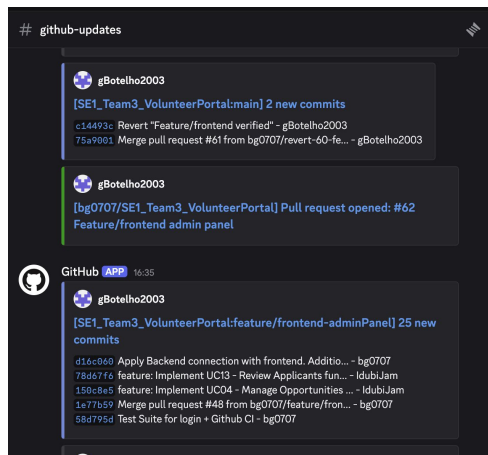 # github-updates
gBotelho2003
[SE1_Team3_VolunteerPortal:main] 2 new commits
c14493c Revert "Feature/frontend verified" - gBotelho2003
75a9001 Merge pull request #61 from bg0707/revert-60-fe... - gBotelho2003
gBotelho2003
[bg0707/SE1_Team3_VolunteerPortal] Pull request opened: #62
Feature/frontend admin panel
GitHub APP 16:35
gBotelho2003
[SE1_Team3_VolunteerPortal:feature/frontend-adminPanel] 25 new
commits
d16c060 Apply Backend connection with frontend. Additio... - bg0707
78d67f6 feature: Implement UC13 - Review Applicants fun... - IdubiJam
150c8e5 feature: Implement UC04 - Manage Opportunities ... - IdubiJam
1e77b59 Merge pull request #48 from bg0707/feature/fron... - bg0707
58d795d Test Suite for login + Github CI - bg0707